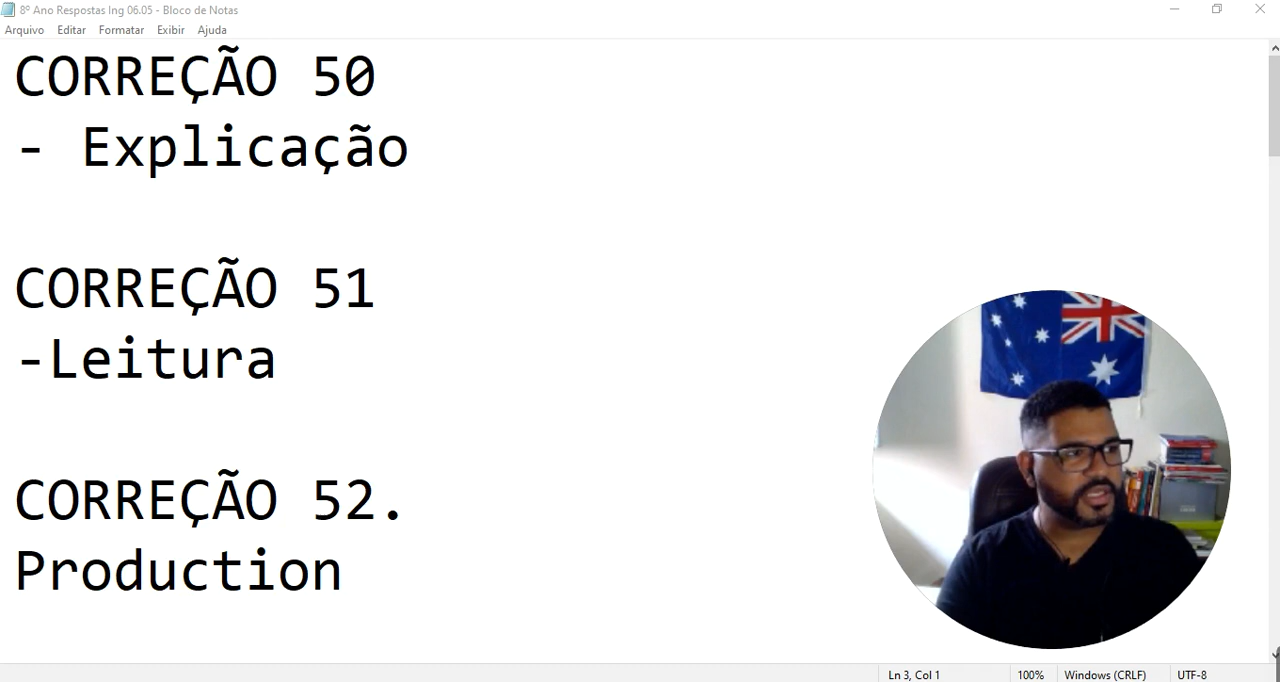 8º Ano Respostas Ing 06.05 - Bloco de Notas
Arquivo Editar Formatar Exibir Ajuda
CORREÇÃO 50
- Explicação
CORREÇÃO 51
-Leitura
CORREÇÃO 52.
Production
Ln 3, Col 1 100% Windows (CRLF) UTF-8